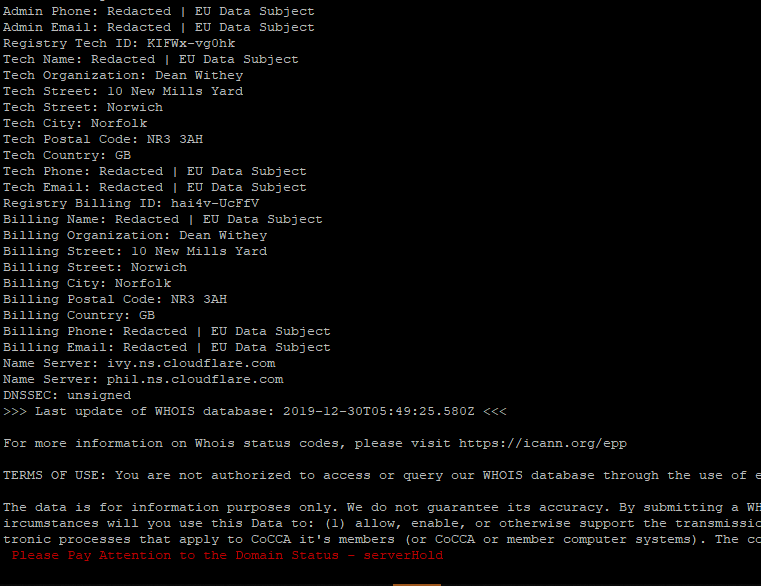 Admin Phone: Redacted | EU Data Subject
Admin Email: Redacted | EU Data Subject
Registry Tech ID: KIFWx-vg0hk
Tech Name: Redacted | EU Data Subject
Tech Organization: Dean Withey
Tech Street: 10 New Mills Yard
Tech Street: Norwich
Tech City: Norfolk
Tech Postal Code: NR3 3AH
Tech Country: GB
Tech Phone: Redacted | EU Data Subject
Tech Email: Redacted | EU Data Subject
Registry Billing ID: hai4v-UcFfV
Billing Name: Redacted | EU Data Subject
Billing Organization: Dean Withey
Billing Street: 10 New Mills Yard
Billing Street: Norwich
Billing City: Norfolk
Billing Postal Code: NR3 3AH
Billing Country: GB
Billing Phone: Redacted | EU Data Subject
Billing Email: Redacted | EU Data Subject
Name Server: ivy.ns.cloudflare.com
Name Server: phil.ns.cloudflare.com
DNSSEC: unsigned
>>> Last update of WHOIS database: 2019-12-30T05:49:25.580Z <<<
For more information on Whois status codes, please visit https://icann.org/epp
TERMS OF USE: You are not authorized to access or query our WHOIS database through the use of e
The data is for information purposes only. We do not guarantee its accuracy. By submitting a WH
ircumstances will you use this Data to: (1) allow, enable, or otherwise support the transmissio
tronic processes that apply to CoCCA it's members (or CoCCA or member computer systems). The co
Please Pay Attention to the Domain Status - serverHold